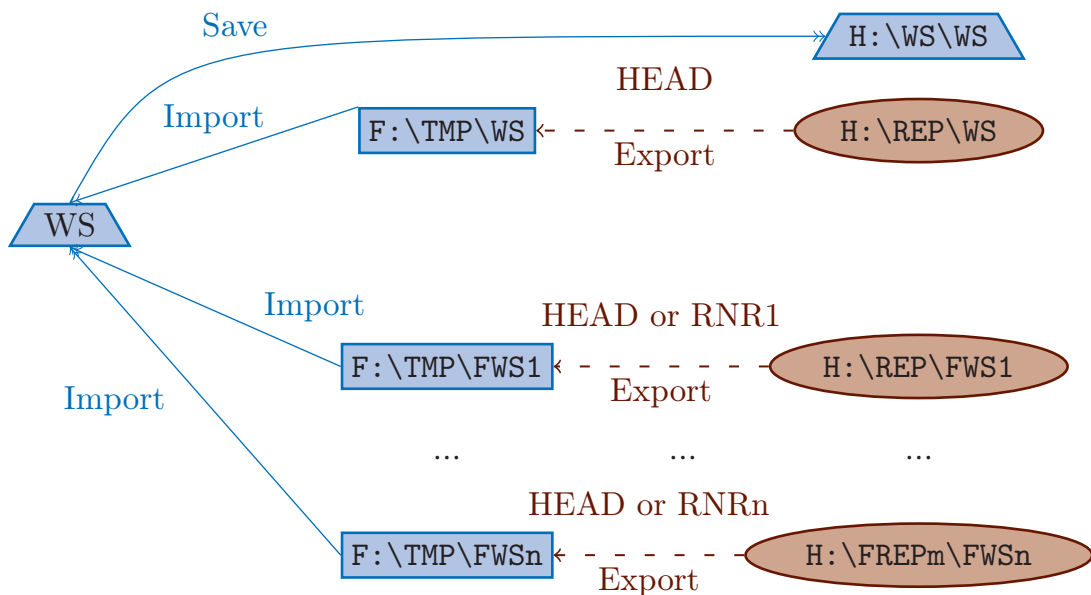 Save
H:\WS\WS
HEAD
Import
F:\TMP\WS
H:\REP\WS
Export
WS
Import
HEAD or RNR1
F:\TMP\FWS1
H:\REP\FWS1
Import
Export
... ... ...
HEAD or RNRn
F:\TMP\FWSn
H:\FREPm\FWSn
Export